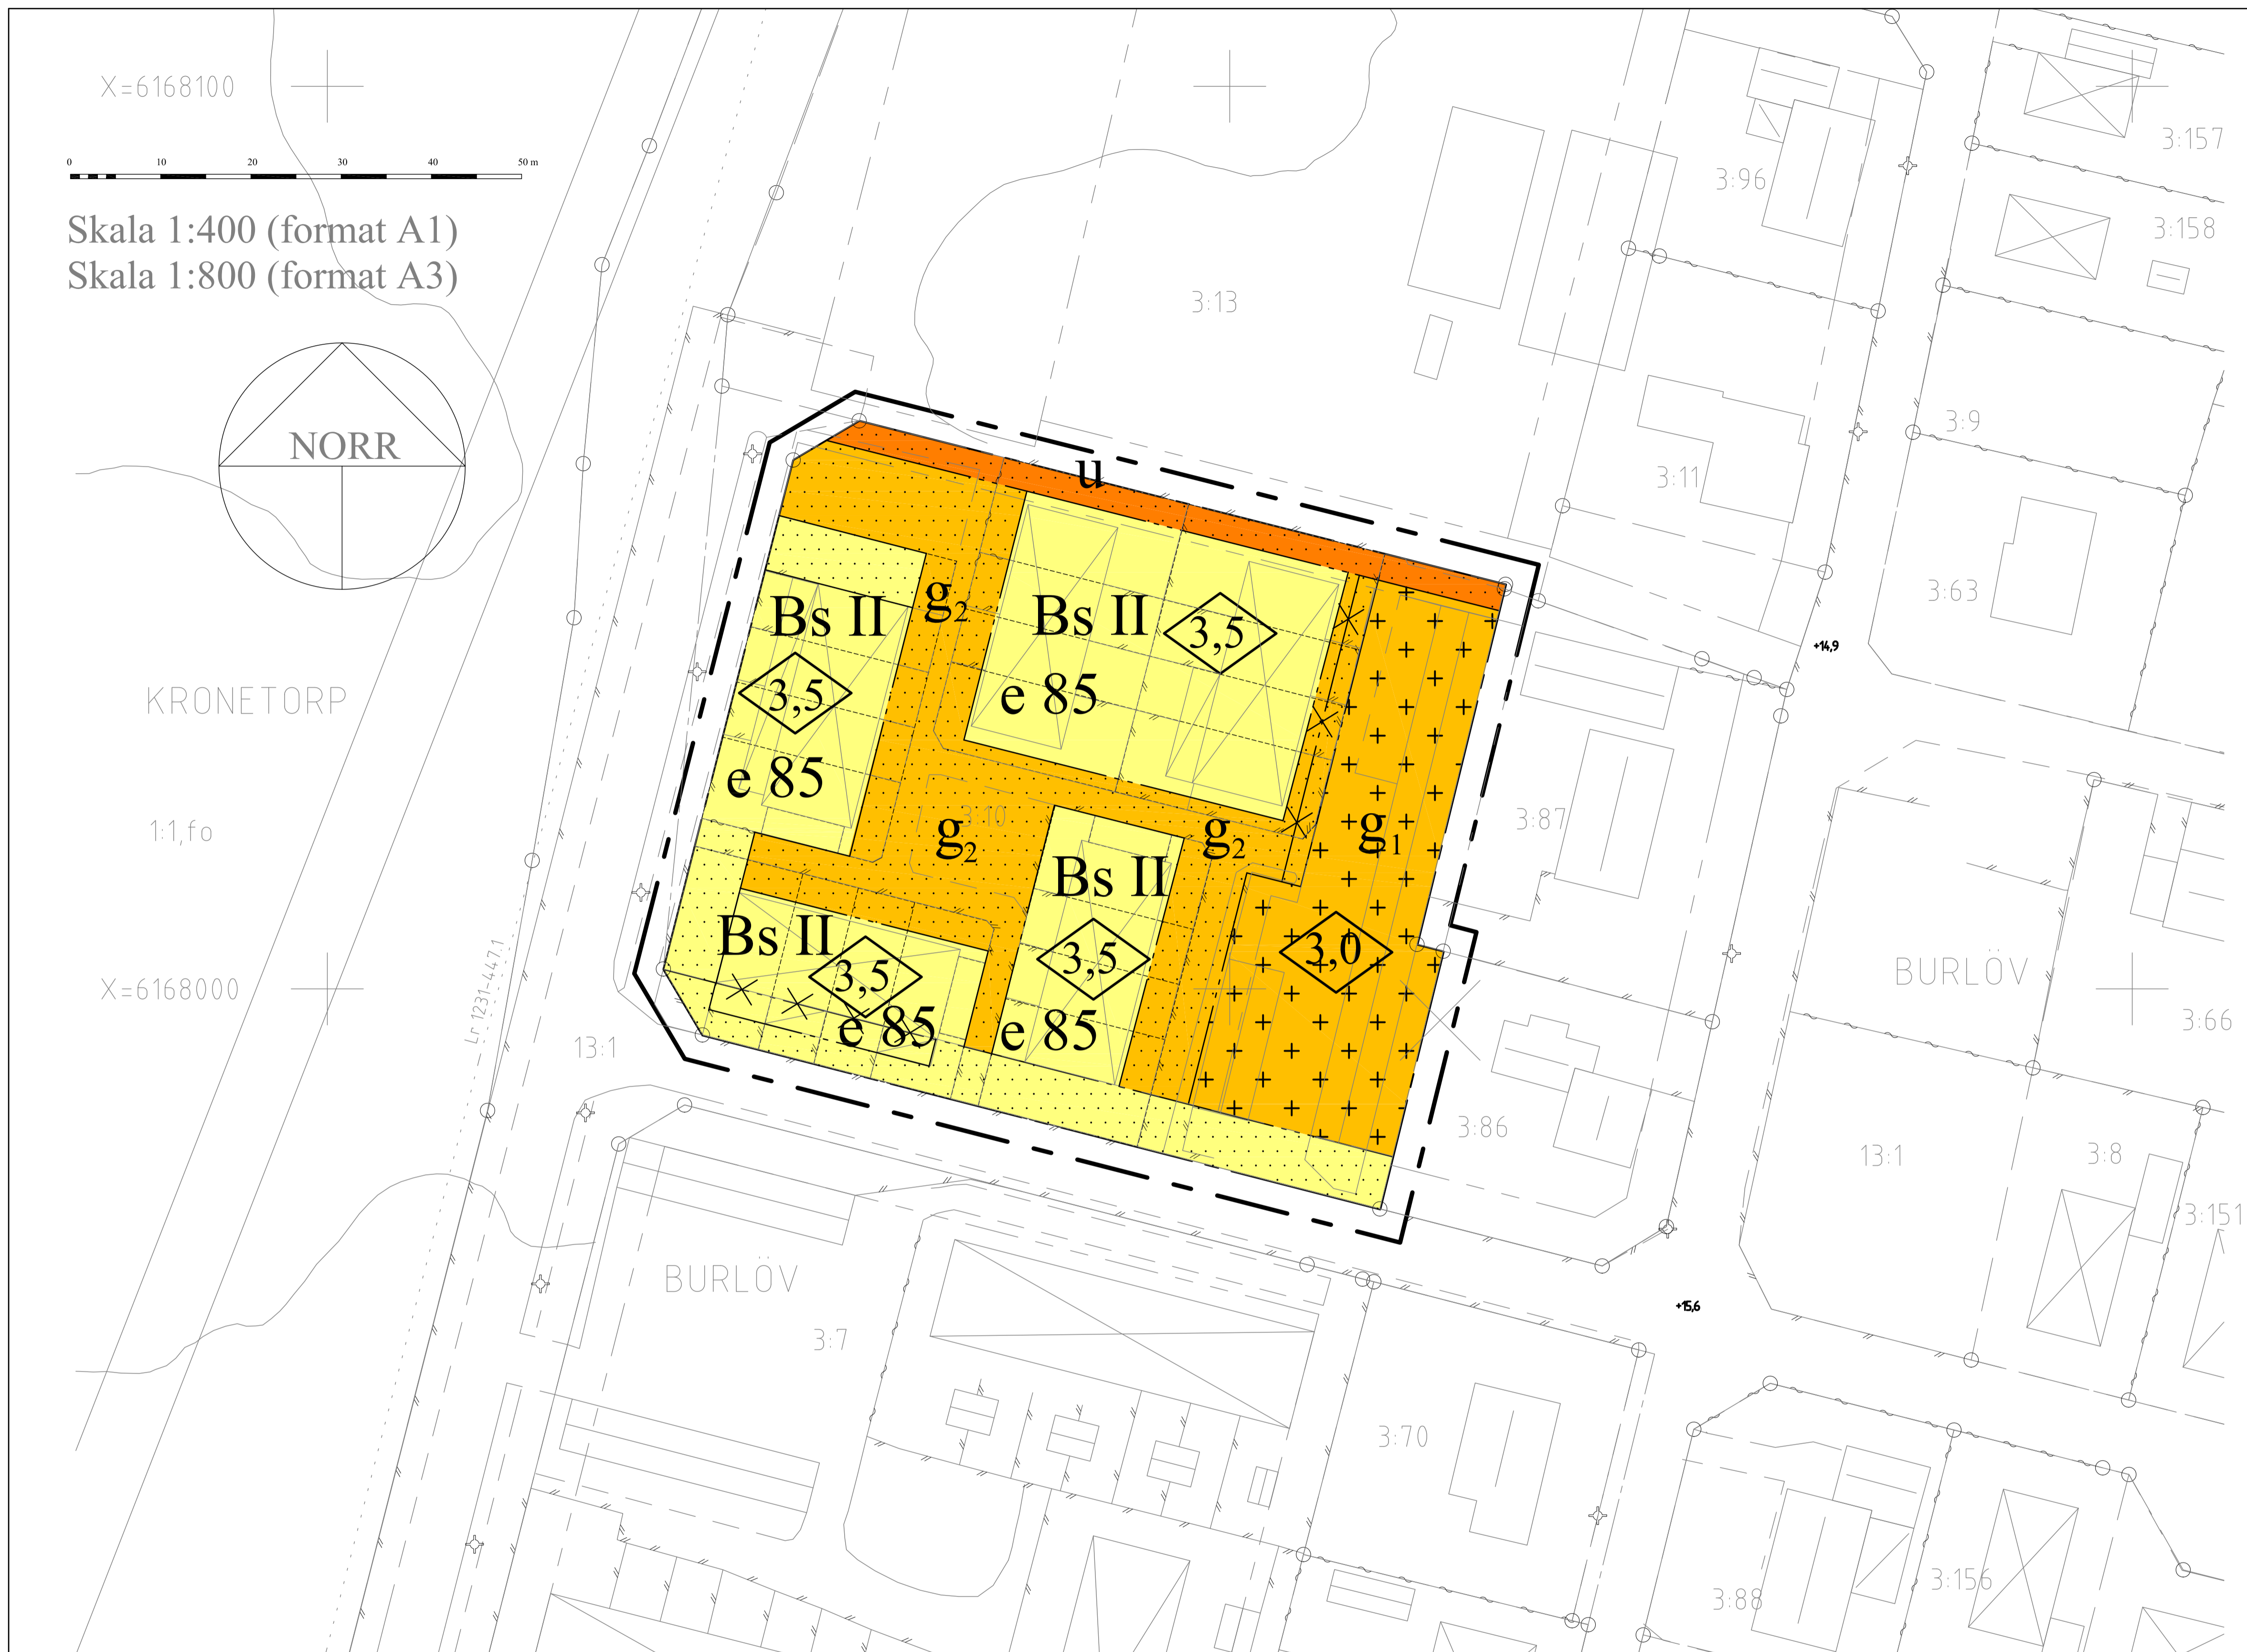 X=6168100
0 10 20 30 40 50 m
Skala 1:400 (format A1)
Skala 1:800 (format A3)
NORR
3:157
3:96
3:158
3:13
3:9
3:11
u
3:63
g2
Bs II
Bs II
3,5
+14,9
KRONETORP
3,5
e 85
e 85
1:1,fo
3:10
g2
g2
g1
3:87
Bs II
Bs II
3,5
3,5
3,0
BURLÖV
X=6168000
Lr 1231-447.1
e 85
e 85
3:66
13:1
3:86
13:1
3:8
3:151
BURLÖV
+15,6
3:7
3:70
3:88
3:156